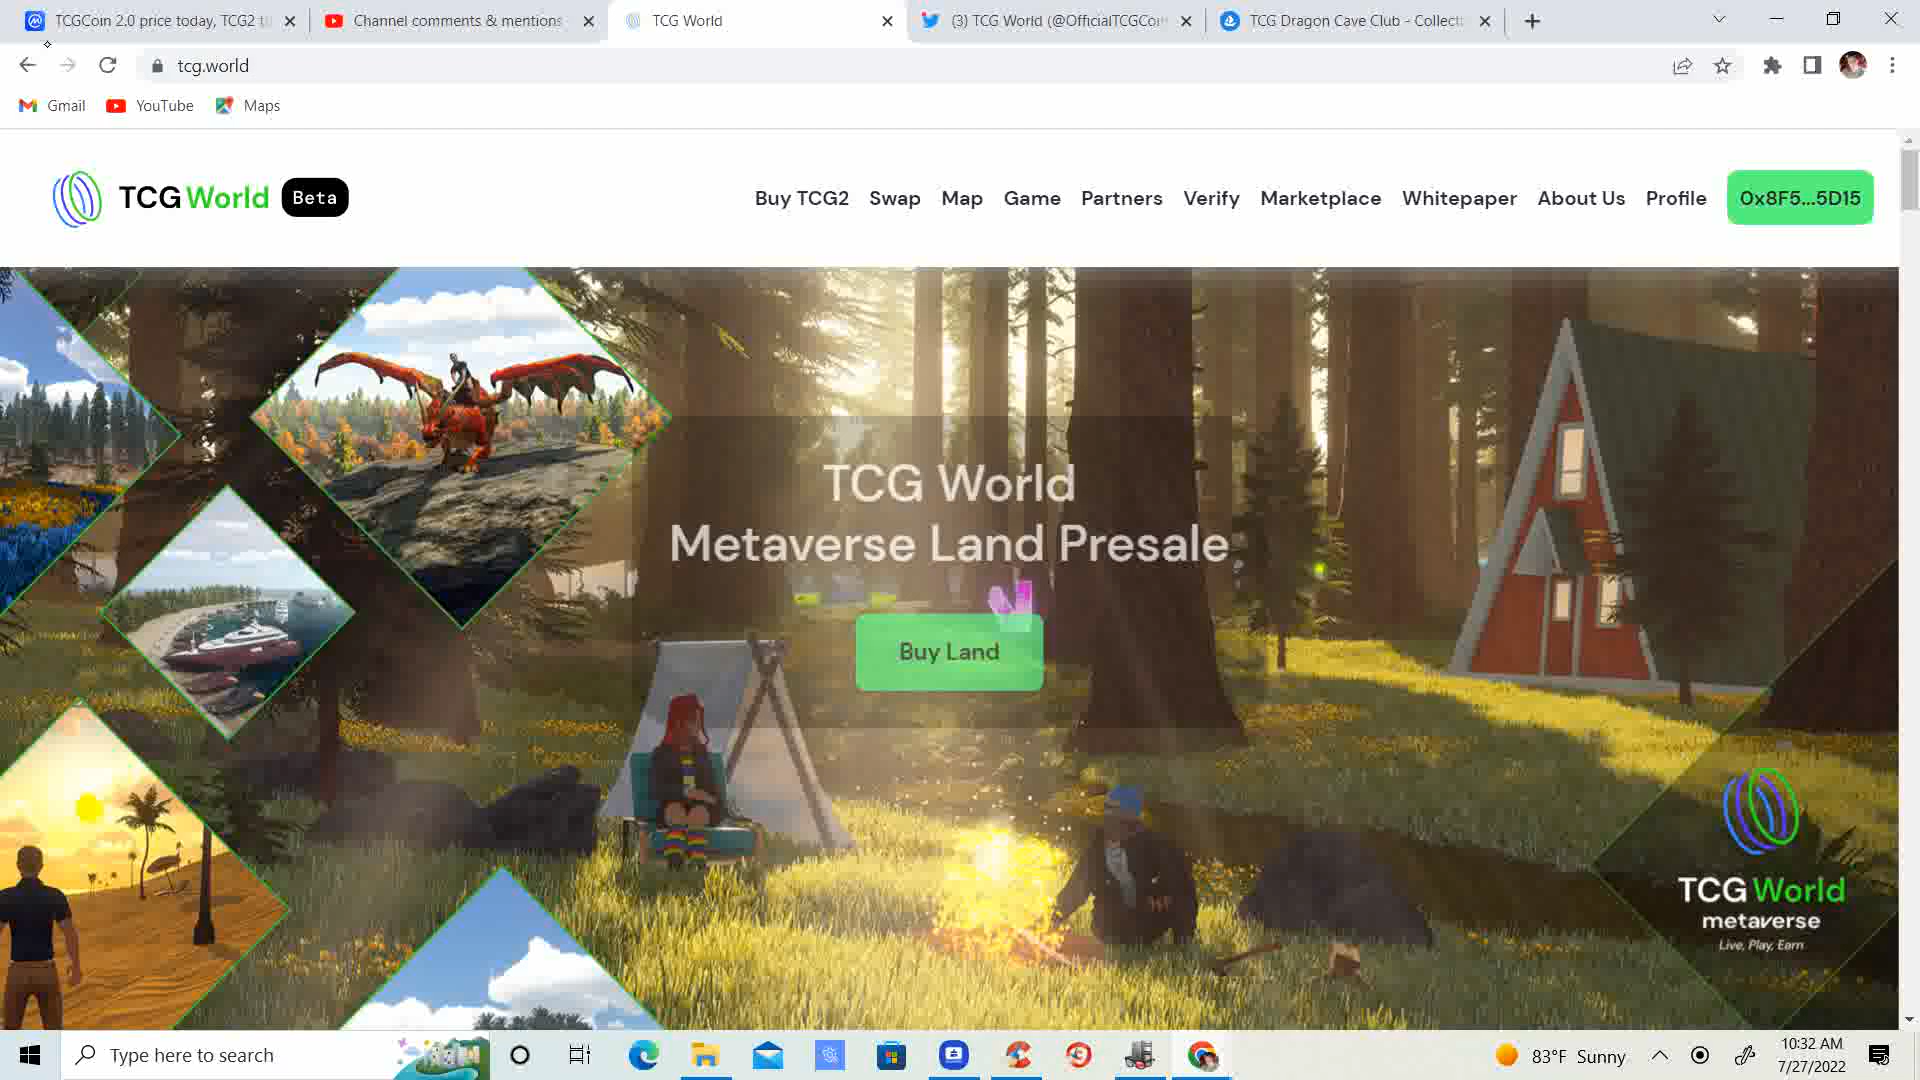 TCGCoin 2.0 price today, TCG2 t
Channel comments & mentions
TCG World
(3) TCG World (@OfficialTCGCoi
TCG Dragon Cave Club - Collect
tcg.world
Gmail
YouTube
Maps
TCG World Beta
Buy TCG2
Swap
Map
Game
Partners
Verify
Marketplace
Whitepaper
About Us
Profile
0x8F5...5D15
TCG World
Metaverse Land Presale
Buy Land
TCG World
metaverse
Live, Play, Earn
Type here to search
83°F Sunny
10:32 AM
7/27/2022